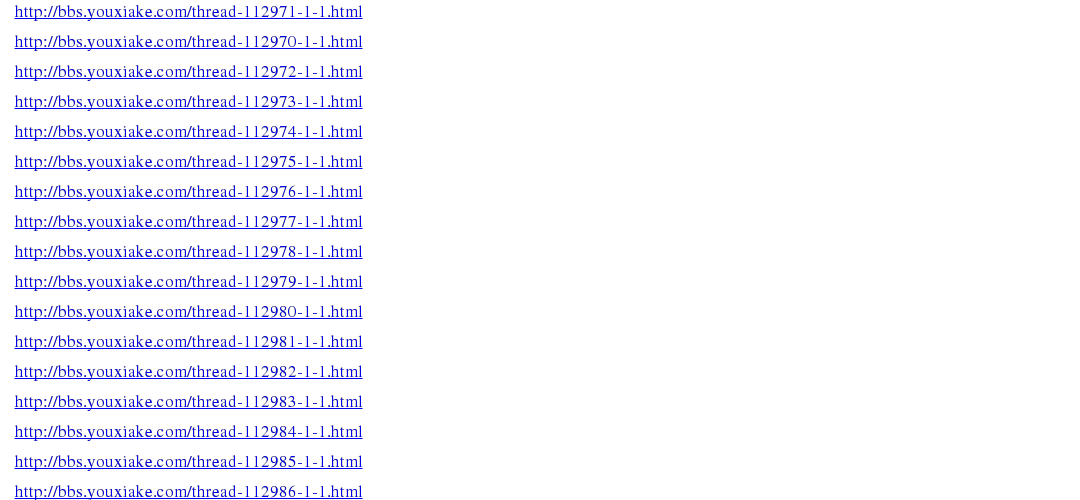 http://bbs.youxiake.com/thread-112971-1-1.html
http://bbs.youxiake.com/thread-112970-1-1.html
http://bbs.youxiake.com/thread-112972-1-1.html
http://bbs.youxiake.com/thread-112973-1-1.html
http://bbs.youxiake.com/thread-112974-1-1.html
http://bbs.youxiake.com/thread-112975-1-1.html
http://bbs.youxiake.com/thread-112976-1-1.html
http://bbs.youxiake.com/thread-112977-1-1.html
http://bbs.youxiake.com/thread-112978-1-1.html
http://bbs.youxiake.com/thread-112979-1-1.html
http://bbs.youxiake.com/thread-112980-1-1.html
http://bbs.youxiake.com/thread-112981-1-1.html
http://bbs.youxiake.com/thread-112982-1-1.html
http://bbs.youxiake.com/thread-112983-1-1.html
http://bbs.youxiake.com/thread-112984-1-1.html
http://bbs.youxiake.com/thread-112985-1-1.html
http://bbs.youxiake.com/thread-112986-1-1.html